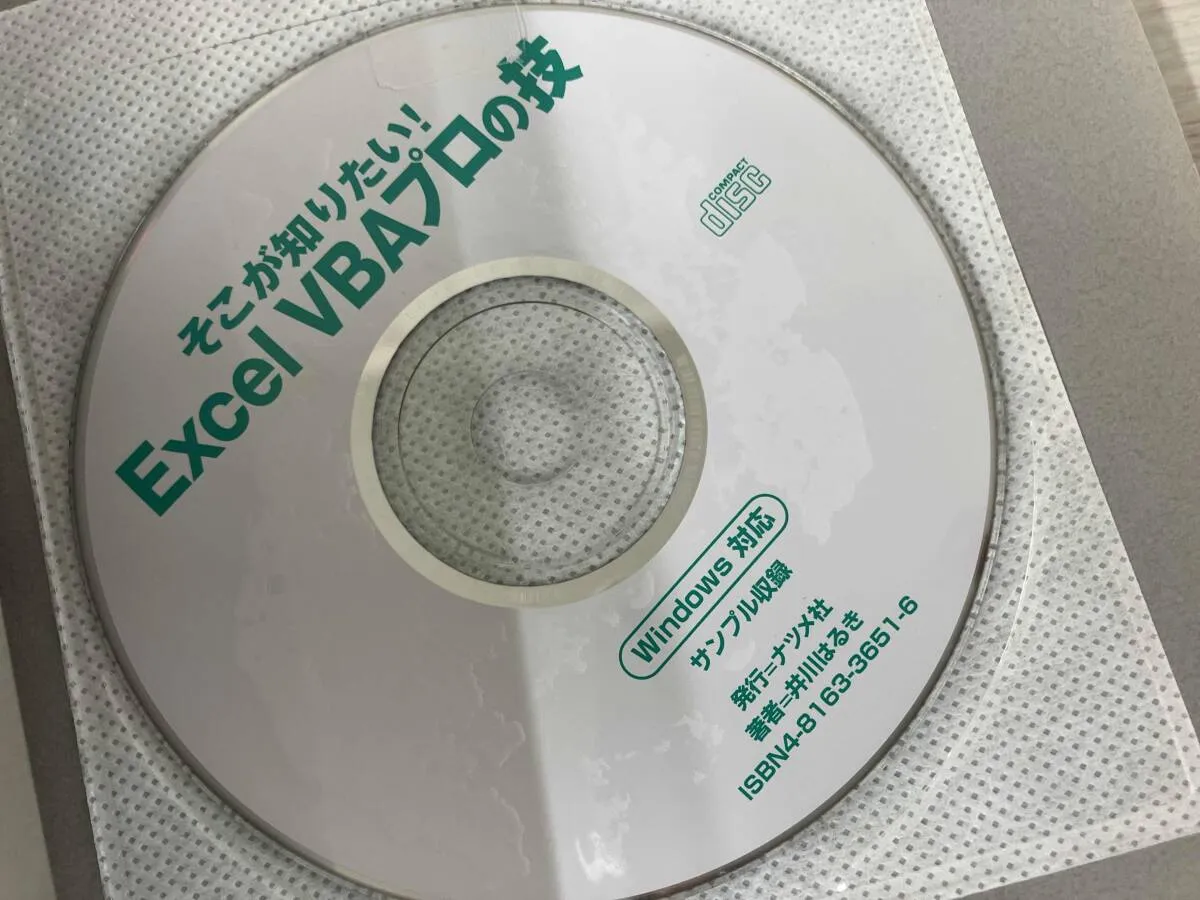 そこが知りたい!
Excel VBAプロの技
COMPACT
disc
Windows 対応
サンプル収録
発行=ナツメ社
著者=井川はるき
ISBN4-8163-3651-6